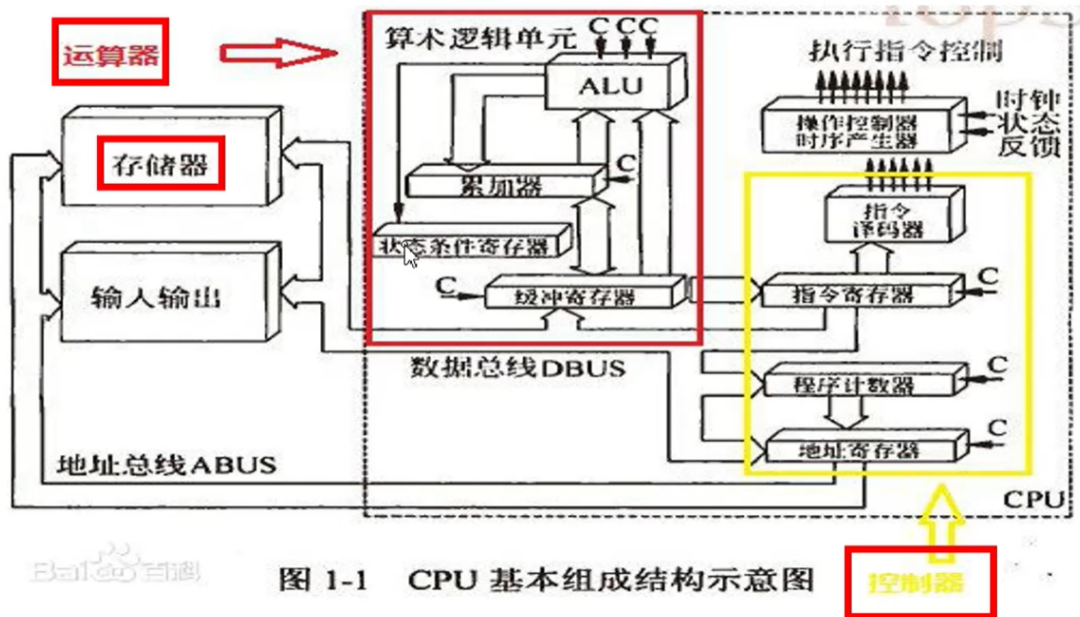 运算器
算术逻辑单元
C CC
ALU
执行指令控制
操作控制器
时序产生器
时钟
状态
反馈
存储器
累加器
C
指令
译码器
状态条件寄存器
输入输出
C
缓冲寄存器
指令寄存器
C
数据总线DBUS
程序计数器
C
地址寄存器
C
地址总线ABUS
CPU
Bai 百科
图 1-1 CPU 基本组成结构示意图
控制器